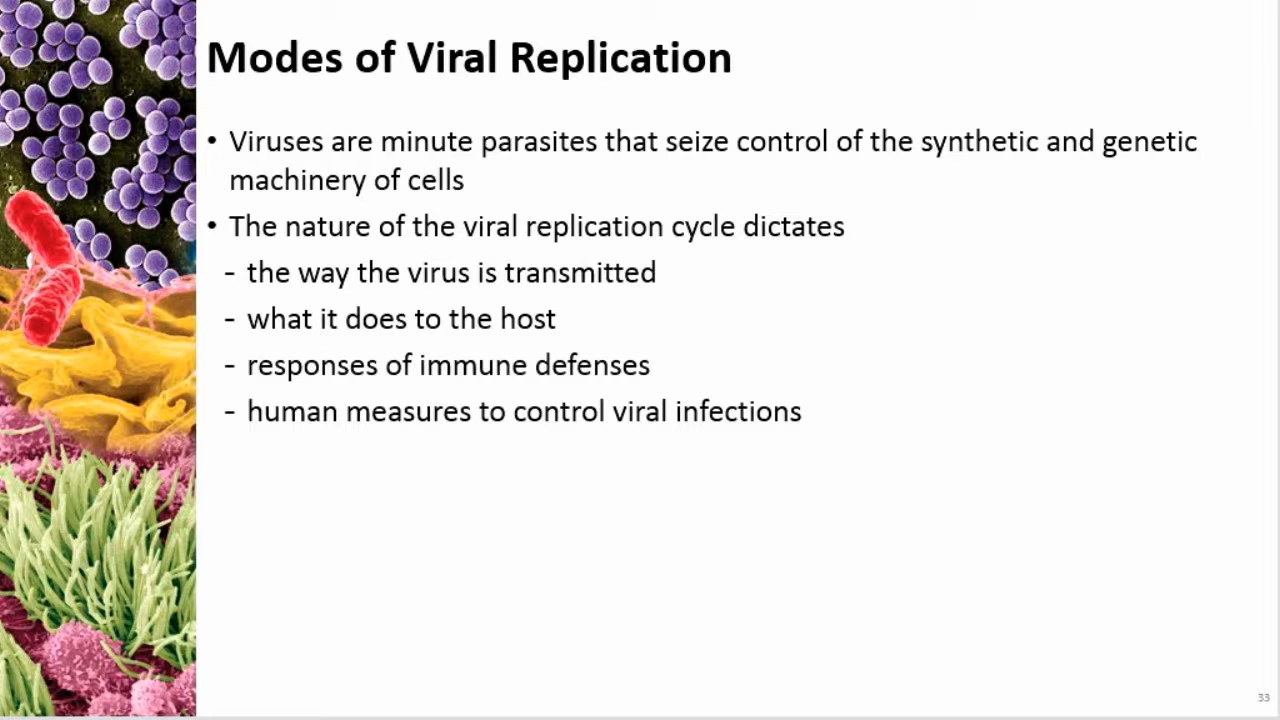 Modes of Viral Replication
• Viruses are minute parasites that seize control of the synthetic and genetic
machinery of cells
• The nature of the viral replication cycle dictates
- the way the virus is transmitted
- what it does to the host
- responses of immune defenses
- human measures to control viral infections
33